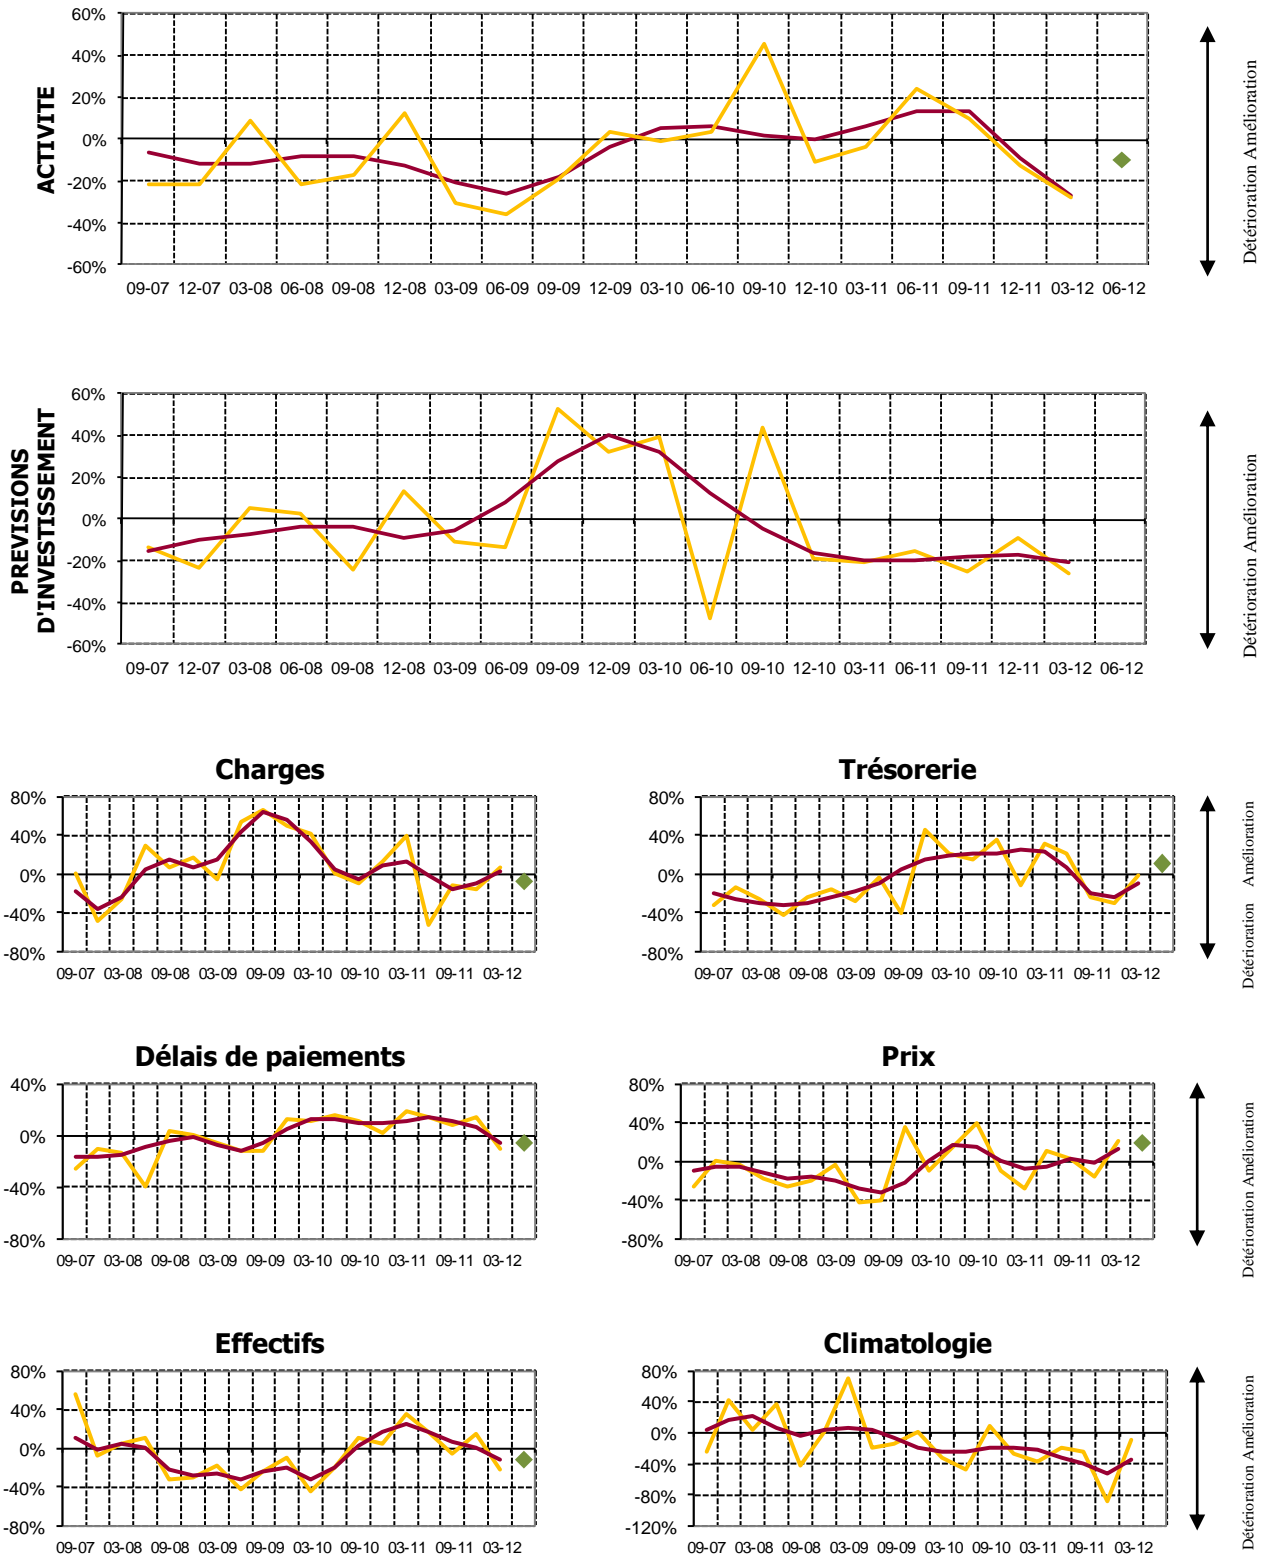 ACTIVITE
60%
40%
20%
0%
-20%
-40%
-60%
09-07 12-07 03-08 06-08 09-08 12-08 03-09 06-09 09-09 12-09 03-10 06-10 09-10 12-10 03-11 06-11 09-11 12-11 03-12 06-12
Détérioration Amélioration
PREVISIONS
D'INVESTISSEMENT
60%
40%
20%
0%
-20%
-40%
-60%
09-07 12-07 03-08 06-08 09-08 12-08 03-09 06-09 09-09 12-09 03-10 06-10 09-10 12-10 03-11 06-11 09-11 12-11 03-12 06-12
Détérioration Amélioration
Charges
80%
40%
0%
-40%
-80%
09-07 03-08 09-08 03-09 09-09 03-10 09-10 03-11 09-11 03-12
Trésorerie
80%
40%
0%
-40%
-80%
09-07 03-08 09-08 03-09 09-09 03-10 09-10 03-11 09-11 03-12
Détérioration Amélioration
Délais de paiements
40%
0%
-40%
-80%
09-07 03-08 09-08 03-09 09-09 03-10 09-10 03-11 09-11 03-12
Prix
80%
40%
0%
-40%
-80%
09-07 03-08 09-08 03-09 09-09 03-10 09-10 03-11 09-11 03-12
Détérioration Amélioration
Effectifs
80%
40%
0%
-40%
-80%
09-07 03-08 09-08 03-09 09-09 03-10 09-10 03-11 09-11 03-12
Climatologie
80%
40%
0%
-40%
-80%
-120%
09-07 03-08 09-08 03-09 09-09 03-10 09-10 03-11 09-11 03-12
Détérioration Amélioration